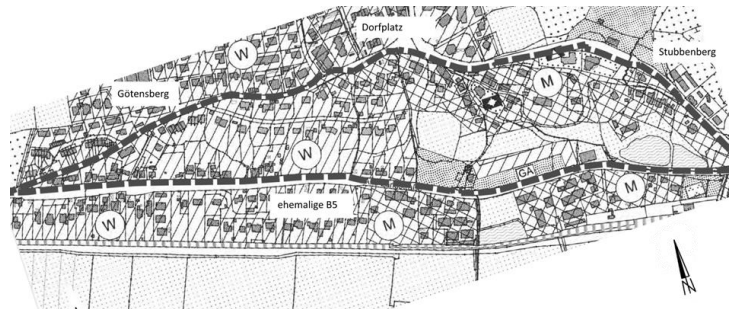 Dorfplatz
W
Stubbenberg
Götensberg
M
W
GA
M
ehemalige B5
W
M
N